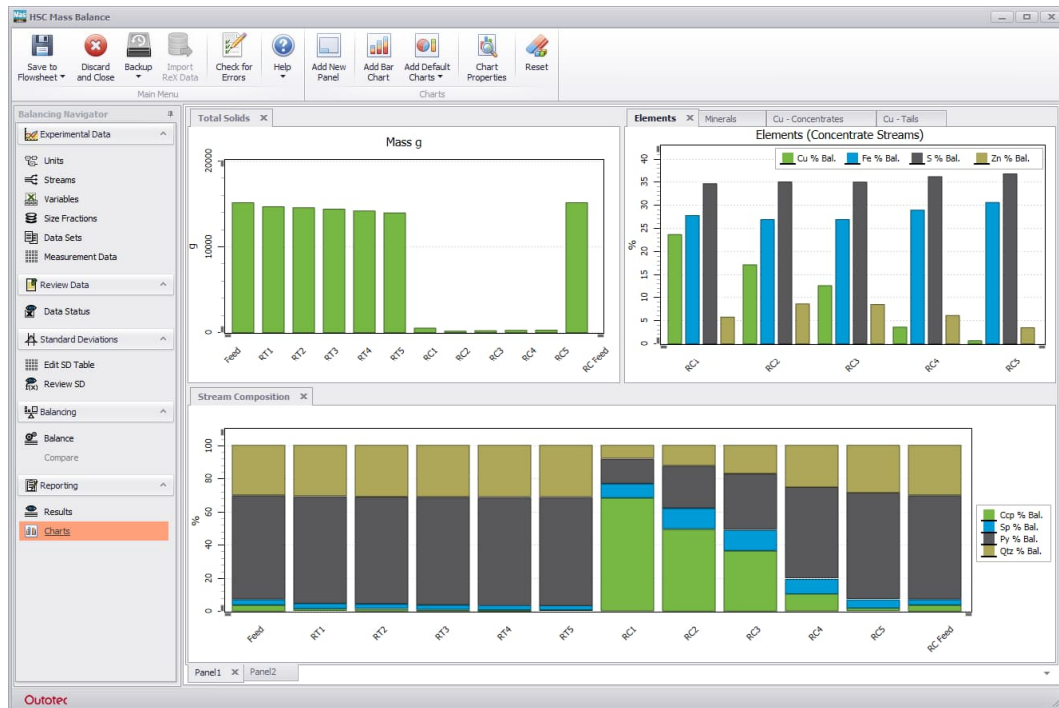 HSC Mass Balance
Save to Flowsheet
Discard and Close
Backup
Import ReX Data
Check for Errors
Help
Add New Panel
Add Bar Chart
Add Default Charts
Chart Properties
Reset
Main Menu
Charts
Balancing Navigator
Experimental Data
Units
Streams
Variables
Size Fractions
Data Sets
Measurement Data
Review Data
Data Status
Standard Deviations
Edit SD Table
Review SD
Balancing
Balance
Compare
Reporting
Results
Charts
Total Solids
Mass g
20000
10000
0
g
Feed RT1 RT2 RT3 RT4 RT5 RC1 RC2 RC3 RC4 RC5 RC Feed
Elements Minerals Cu - Concentrates Cu - Tails
Elements (Concentrate Streams)
Cu % Bal. Fe % Bal. S % Bal. Zn % Bal.
40
35
30
25
20
15
10
5
0
%
RC1 RC2 RC3 RC4 RC5
Stream Composition
100
80
60
40
20
0
%
Feed RT1 RT2 RT3 RT4 RT5 RC1 RC2 RC3 RC4 RC5 RC Feed
Ccp % Bal.
Sp % Bal.
Py % Bal.
Qtz % Bal.
Panel1 Panel2
Outotec